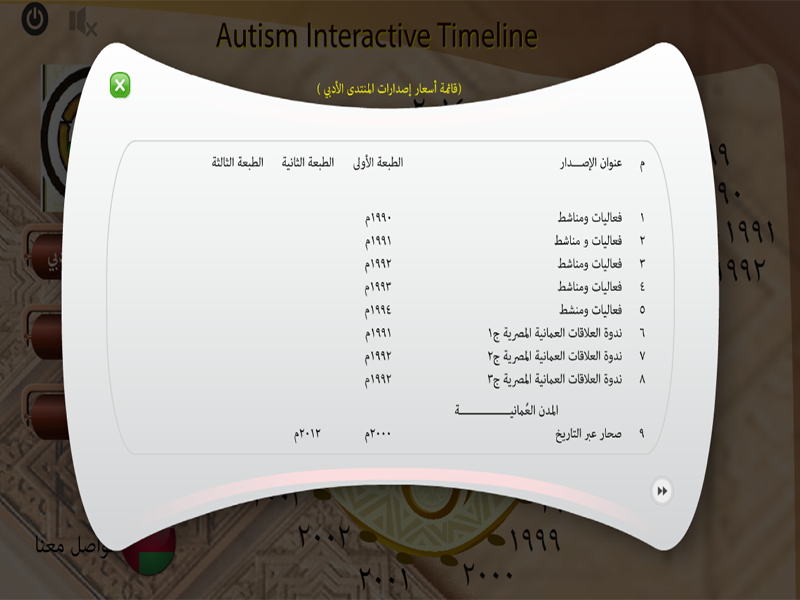 Autism Interactive Timeline
(قائمة أسعار إصدارات المنتدى الأدبي )
م عنوان الإصـــدار الطبعة الأولى الطبعة الثانية الطبعة الثالثة
١ فعاليات ومناشط ١٩٩٠م
٢ فعاليات و مناشط ١٩٩١م
٣ فعاليات ومناشط ١٩٩٢م
٤ فعاليات ومناشط ١٩٩٣م
٥ فعاليات ومنشط ١٩٩٤م
٦ ندوة العلاقات العمانية المصرية ج١ ١٩٩١م
٧ ندوة العلاقات العمانية المصرية ج٢ ١٩٩٢م
٨ ندوة العلاقات العمانية المصرية ج٣ ١٩٩٢م
المدن العُمانيـــــــــــــة
٩ صحار عبر التاريخ ٢٠٠٠م ٢٠١٢م
١٩٩١
١٩٩٢
١٩٩٩
٢٠٠٠
٢٠٠١
٢٠٠٢
معنا